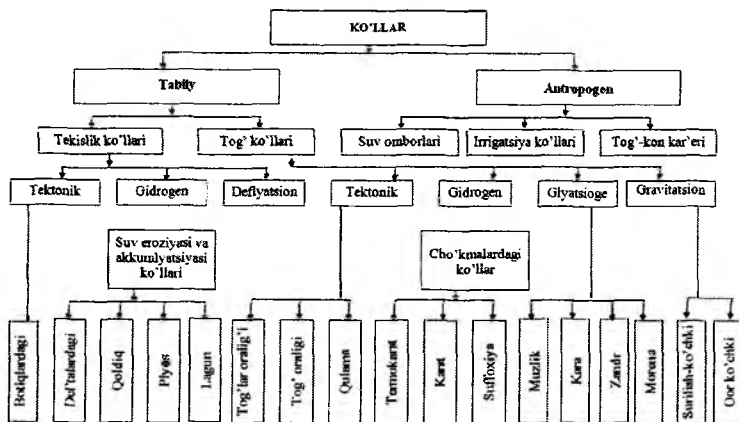 KO'LLAR
Tabiiy
Antropogen
Tekislik ko'llari
Tog' ko'llari
Suv omborlari
Irrigatsiya ko'llari
Tog'-kon kar'eri
Tektonik
Gidrogen
Deflyatsion
Tektonik
Gidrogen
Glyatsioge
Gravitatsion
Suv eroziyasi va
akkumlyatsiyasi
ko'llari
Cho'kmalardagi
ko'llar
Botiqlardagi
Del'talardagi
Qoldiq
Plyos
Lagun
Tog'lar oralig'i
Tog' oraligi
Qulama
Termokarst
Karst
Suffoxiya
Muzlik
Kara
Zandr
Morena
Surilish-ko'chki
Qor ko'chki